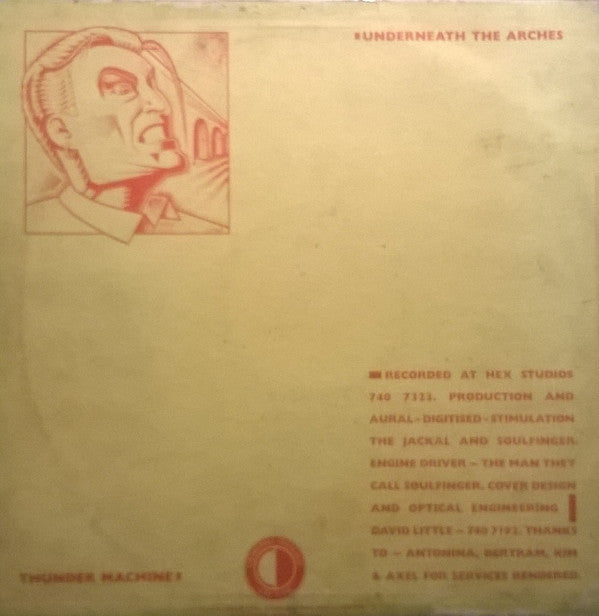 UNDERNEATH THE ARCHES
RECORDED AT HEX STUDIOS
740 7323. PRODUCTION AND
AURAL-DIGITISED-STIMULATION
THE JACKAL AND SOULFINGER.
ENGINE DRIVER – THE MAN THEY
CALL SOULFINGER. COVER DESIGN
AND OPTICAL ENGINEERING
DAVID LITTLE – 740 7192. THANKS
TO – ANTONINA, BERTRAM, KIM
& AXEL FOR SERVICES RENDERED.
THUNDER MACHINE